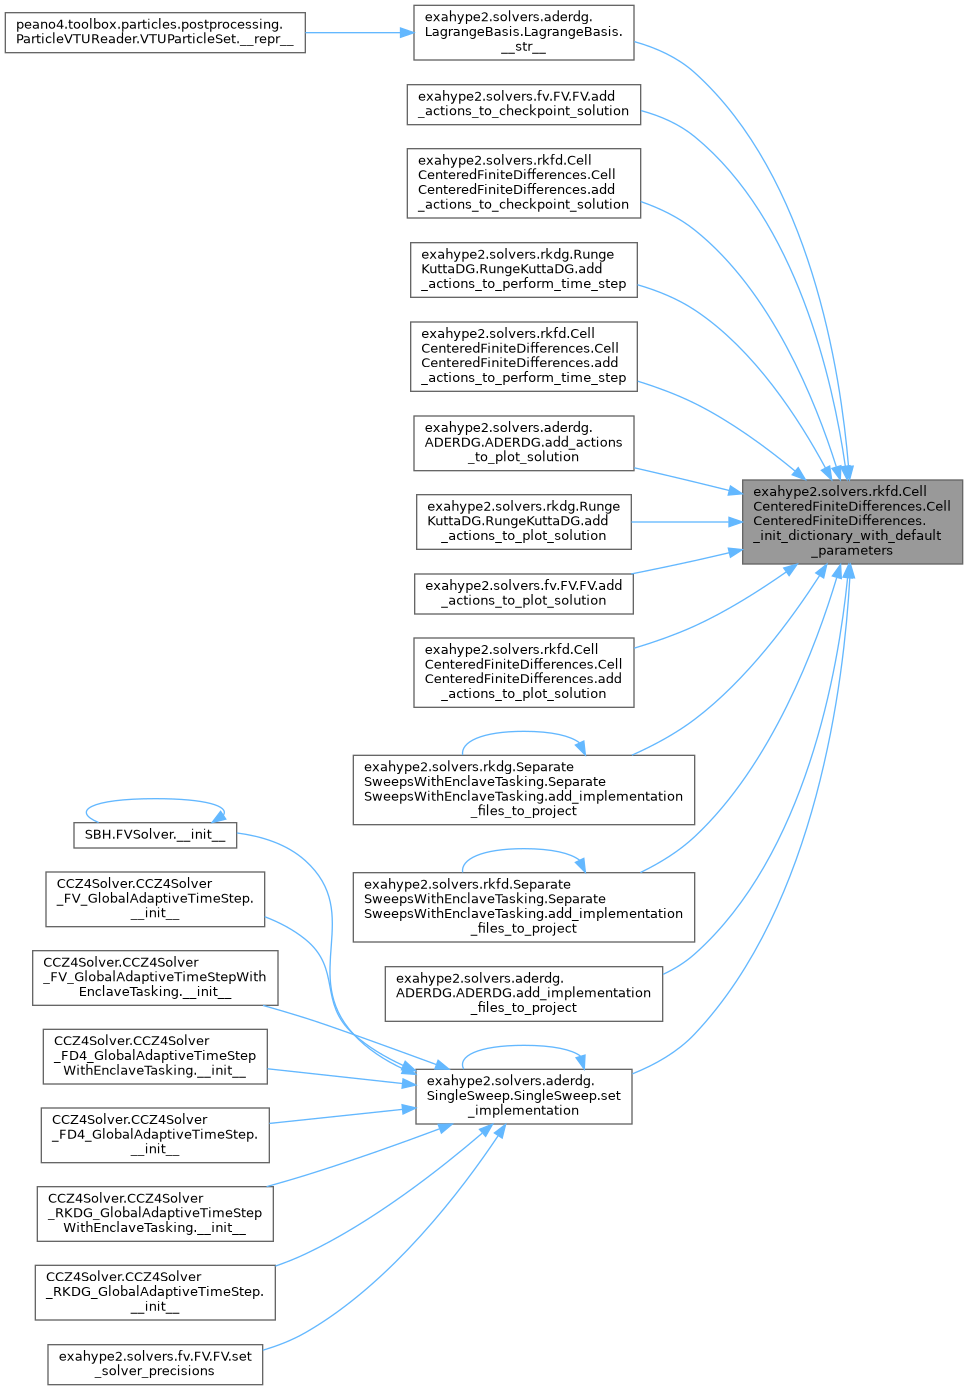 peano4.toolbox.particles.postprocessing.
ParticleVTUReader.VTUParticleSet.__repr__
exahype2.solvers.aderdg.
LagrangeBasis.LagrangeBasis.
__str__
exahype2.solvers.fv.FV.FV.add
_actions_to_checkpoint_solution
exahype2.solvers.rkfd.Cell
CenteredFiniteDifferences.Cell
CenteredFiniteDifferences.add
_actions_to_checkpoint_solution
exahype2.solvers.rkdg.Runge
KuttaDG.RungeKuttaDG.add
_actions_to_perform_time_step
exahype2.solvers.rkfd.Cell
CenteredFiniteDifferences.Cell
CenteredFiniteDifferences.add
_actions_to_perform_time_step
exahype2.solvers.aderdg.
ADERDG.ADERDG.add_actions
_to_plot_solution
exahype2.solvers.rkdg.Runge
KuttaDG.RungeKuttaDG.add
_actions_to_plot_solution
exahype2.solvers.fv.FV.FV.add
_actions_to_plot_solution
exahype2.solvers.rkfd.Cell
CenteredFiniteDifferences.Cell
CenteredFiniteDifferences.add
_actions_to_plot_solution
exahype2.solvers.rkfd.Cell
CenteredFiniteDifferences.Cell
CenteredFiniteDifferences.
_init_dictionary_with_default
_parameters
exahype2.solvers.rkdg.Separate
SweepsWithEnclaveTasking.Separate
SweepsWithEnclaveTasking.add_implementation
_files_to_project
exahype2.solvers.rkfd.Separate
SweepsWithEnclaveTasking.Separate
SweepsWithEnclaveTasking.add_implementation
_files_to_project
exahype2.solvers.aderdg.
ADERDG.ADERDG.add_implementation
_files_to_project
exahype2.solvers.aderdg.
SingleSweep.SingleSweep.set
_implementation
SBH.FVSolver.__init__
CCZ4Solver.CCZ4Solver
_FV_GlobalAdaptiveTimeStep.
__init__
CCZ4Solver.CCZ4Solver
_FV_GlobalAdaptiveTimeStepWith
EnclaveTasking.__init__
CCZ4Solver.CCZ4Solver
_FD4_GlobalAdaptiveTimeStep
WithEnclaveTasking.__init__
CCZ4Solver.CCZ4Solver
_FD4_GlobalAdaptiveTimeStep.
__init__
CCZ4Solver.CCZ4Solver
_RKDG_GlobalAdaptiveTimeStep
WithEnclaveTasking.__init__
CCZ4Solver.CCZ4Solver
_RKDG_GlobalAdaptiveTimeStep.
__init__
exahype2.solvers.fv.FV.FV.set
_solver_precisions